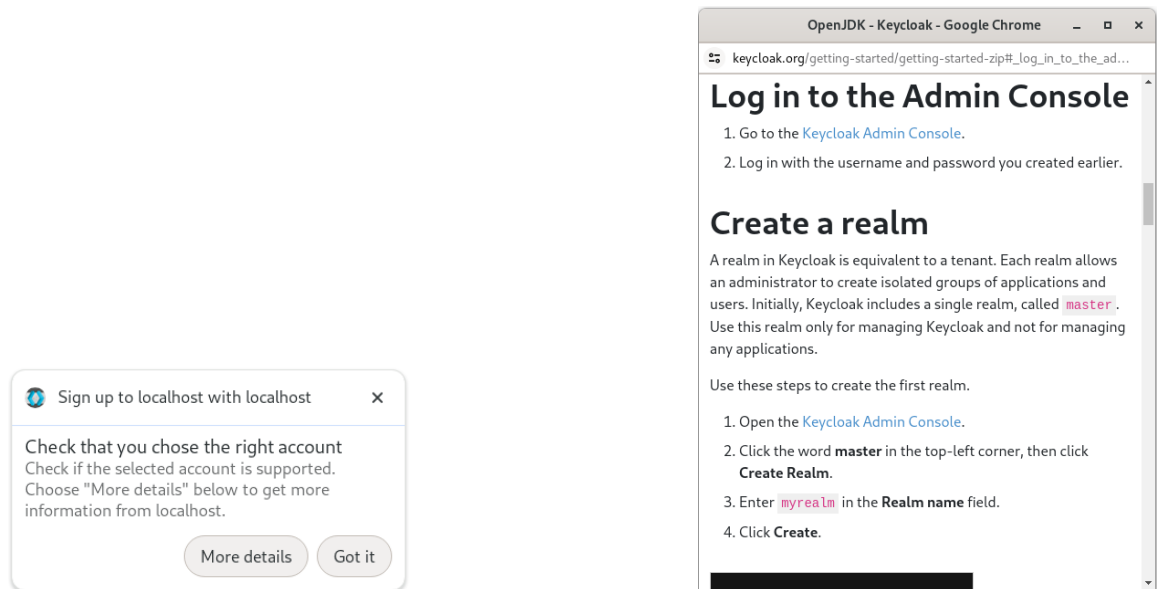 Sign up to localhost with localhost
Check that you chose the right account
Check if the selected account is supported.
Choose "More details" below to get more
information from localhost.
More details
Got it
OpenJDK - Keycloak - Google Chrome
keycloak.org/getting-started/getting-started-zip#_log_in_to_the_ad...
Log in to the Admin Console
1. Go to the Keycloak Admin Console.
2. Log in with the username and password you created earlier.
Create a realm
A realm in Keycloak is equivalent to a tenant. Each realm allows
an administrator to create isolated groups of applications and
users. Initially, Keycloak includes a single realm, called master.
Use this realm only for managing Keycloak and not for managing
any applications.
Use these steps to create the first realm.
1. Open the Keycloak Admin Console.
2. Click the word master in the top-left corner, then click
Create Realm.
3. Enter myrealm in the Realm name field.
4. Click Create.